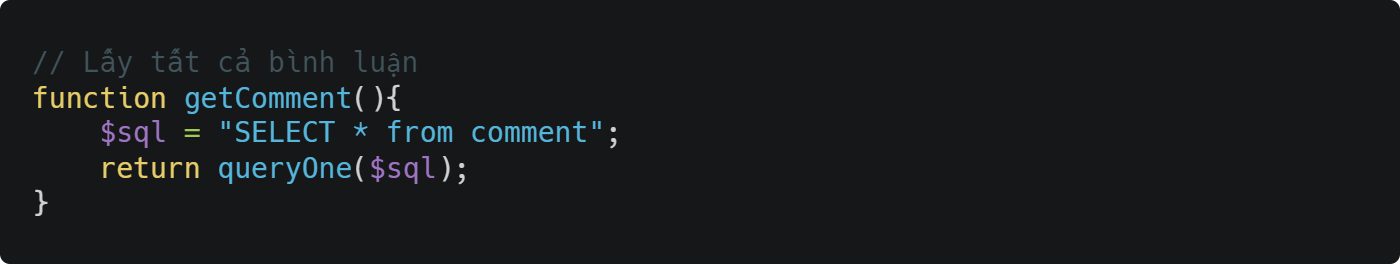 // Lấy tất cả bình luận
function getComment(){
    $sql = "SELECT * from comment";
    return queryOne($sql);
}